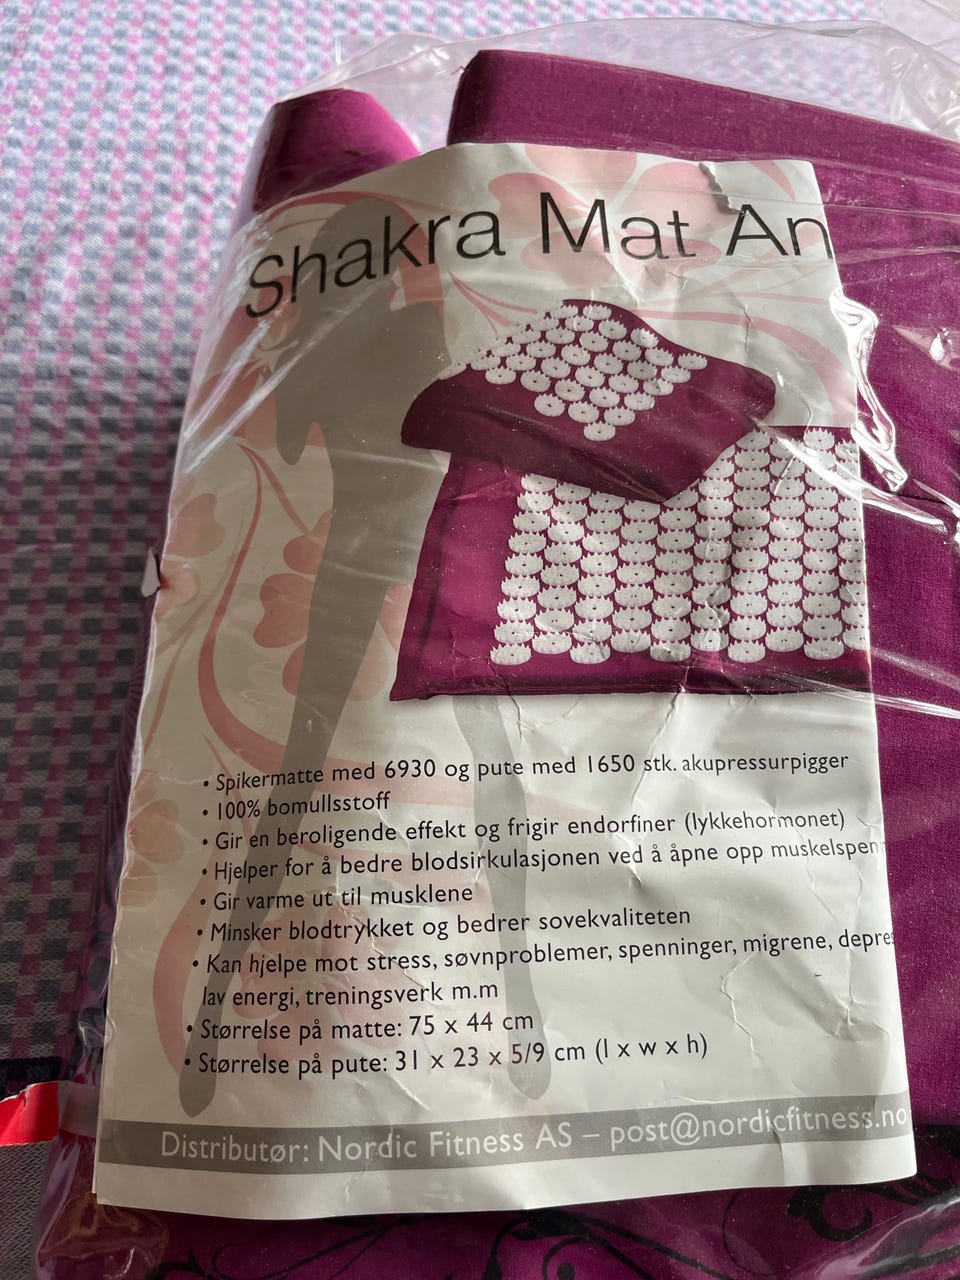 Shakra Mat An
• Spikermatte med 6930 og pute med 1650 stk. akupressurpigger
• 100% bomullsstoff
• Gir en beroligende effekt og frigir endorfiner (lykkehormonet)
• Hjelper for å bedre blodsirkulasjonen ved å åpne opp muskelspenn
• Gir varme ut til musklene
• Minsker blodtrykket og bedrer sovekvaliteten
• Kan hjelpe mot stress, søvnproblemer, spenninger, migrene, depres
lav energi, treningsverk m.m
• Størrelse på matte: 75 x 44 cm
• Størrelse på pute: 31 x 23 x 5/9 cm (l x w x h)
Distributør: Nordic Fitness AS – post@nordicfitness.no